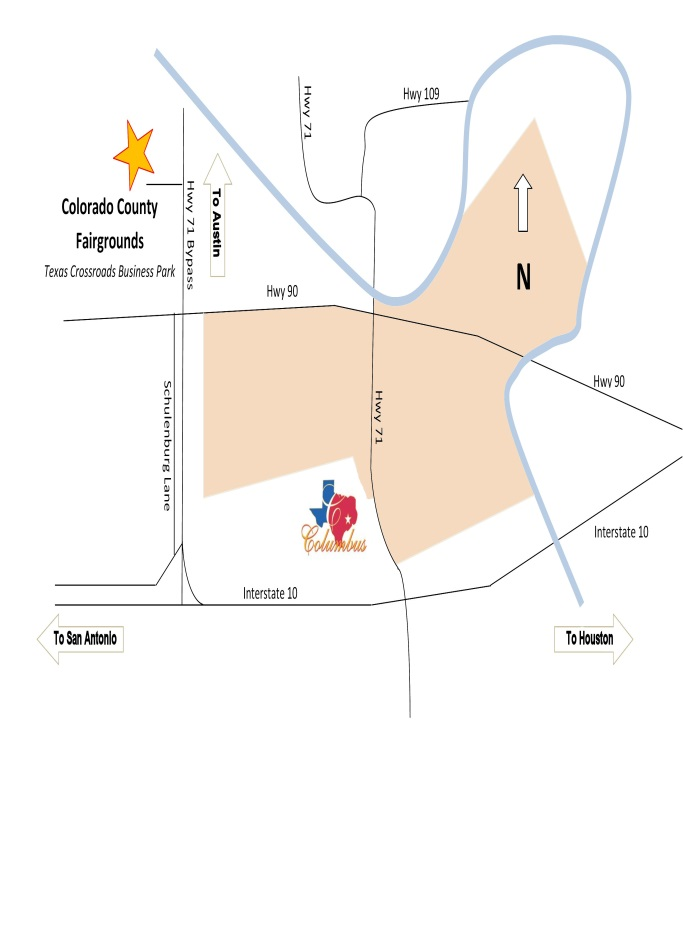 Hwy 109
Hwy 71
Hwy 71 Bypass
To Austin
Colorado County
Fairgrounds
Texas Crossroads Business Park
N
Hwy 90
Hwy 90
Schulenburg Lane
Hwy 71
C
Columbus
Interstate 10
Interstate 10
To San Antonio
To Houston